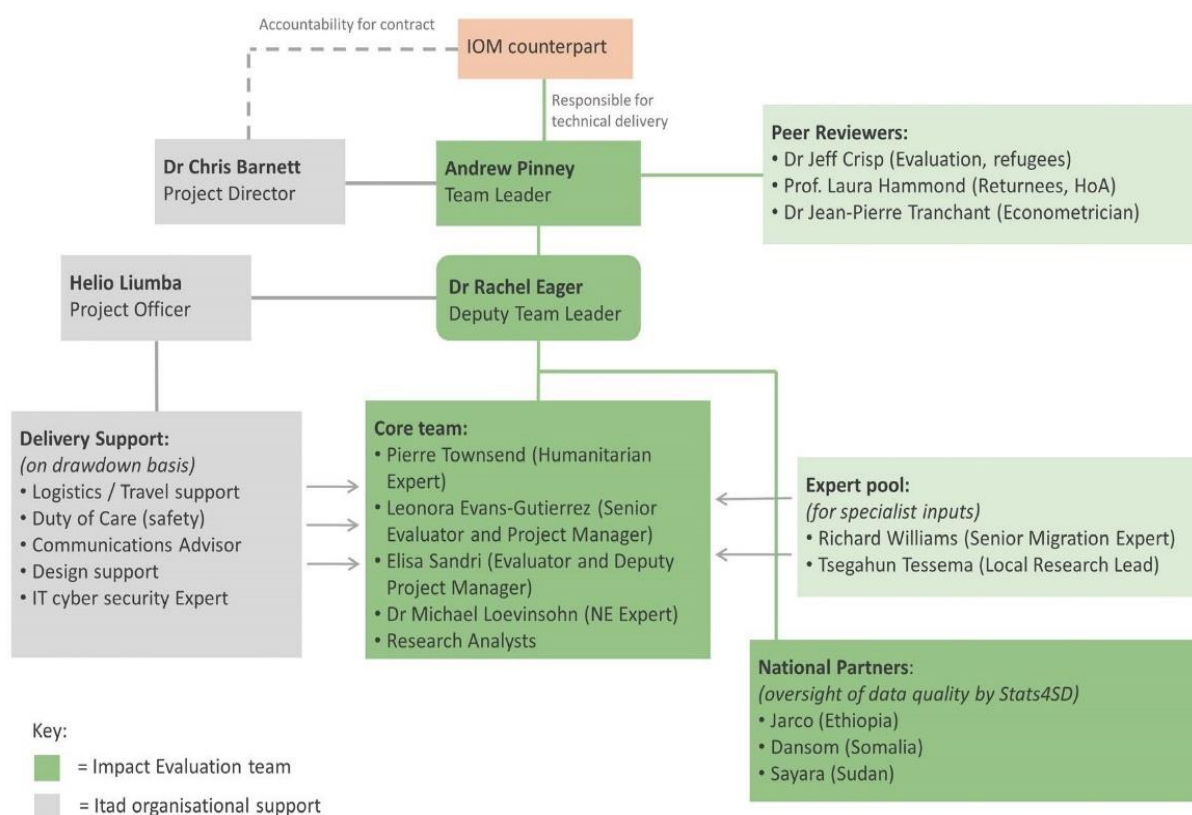 Accountability for contract
IOM counterpart
Responsible for
technical delivery
Dr Chris Barnett
Project Director
Andrew Pinney
Team Leader
Peer Reviewers:
• Dr Jeff Crisp (Evaluation, refugees)
• Prof. Laura Hammond (Returnees, HoA)
• Dr Jean-Pierre Tranchant (Econometrician)
Helio Liumba
Project Officer
Dr Rachel Eager
Deputy Team Leader
Delivery Support:
(on drawdown basis)
• Logistics / Travel support
• Duty of Care (safety)
• Communications Advisor
• Design support
• IT cyber security Expert
Core team:
• Pierre Townsend (Humanitarian
Expert)
• Leonora Evans-Gutierrez (Senior
Evaluator and Project Manager)
• Elisa Sandri (Evaluator and Deputy
Project Manager)
• Dr Michael Loevinsohn (NE Expert)
• Research Analysts
Expert pool:
(for specialist inputs)
• Richard Williams (Senior Migration Expert)
• Tsegahun Tessema (Local Research Lead)
National Partners:
(oversight of data quality by Stats4SD)
• Jarco (Ethiopia)
• Dansom (Somalia)
• Sayara (Sudan)
Key:
= Impact Evaluation team
= Itad organisational support